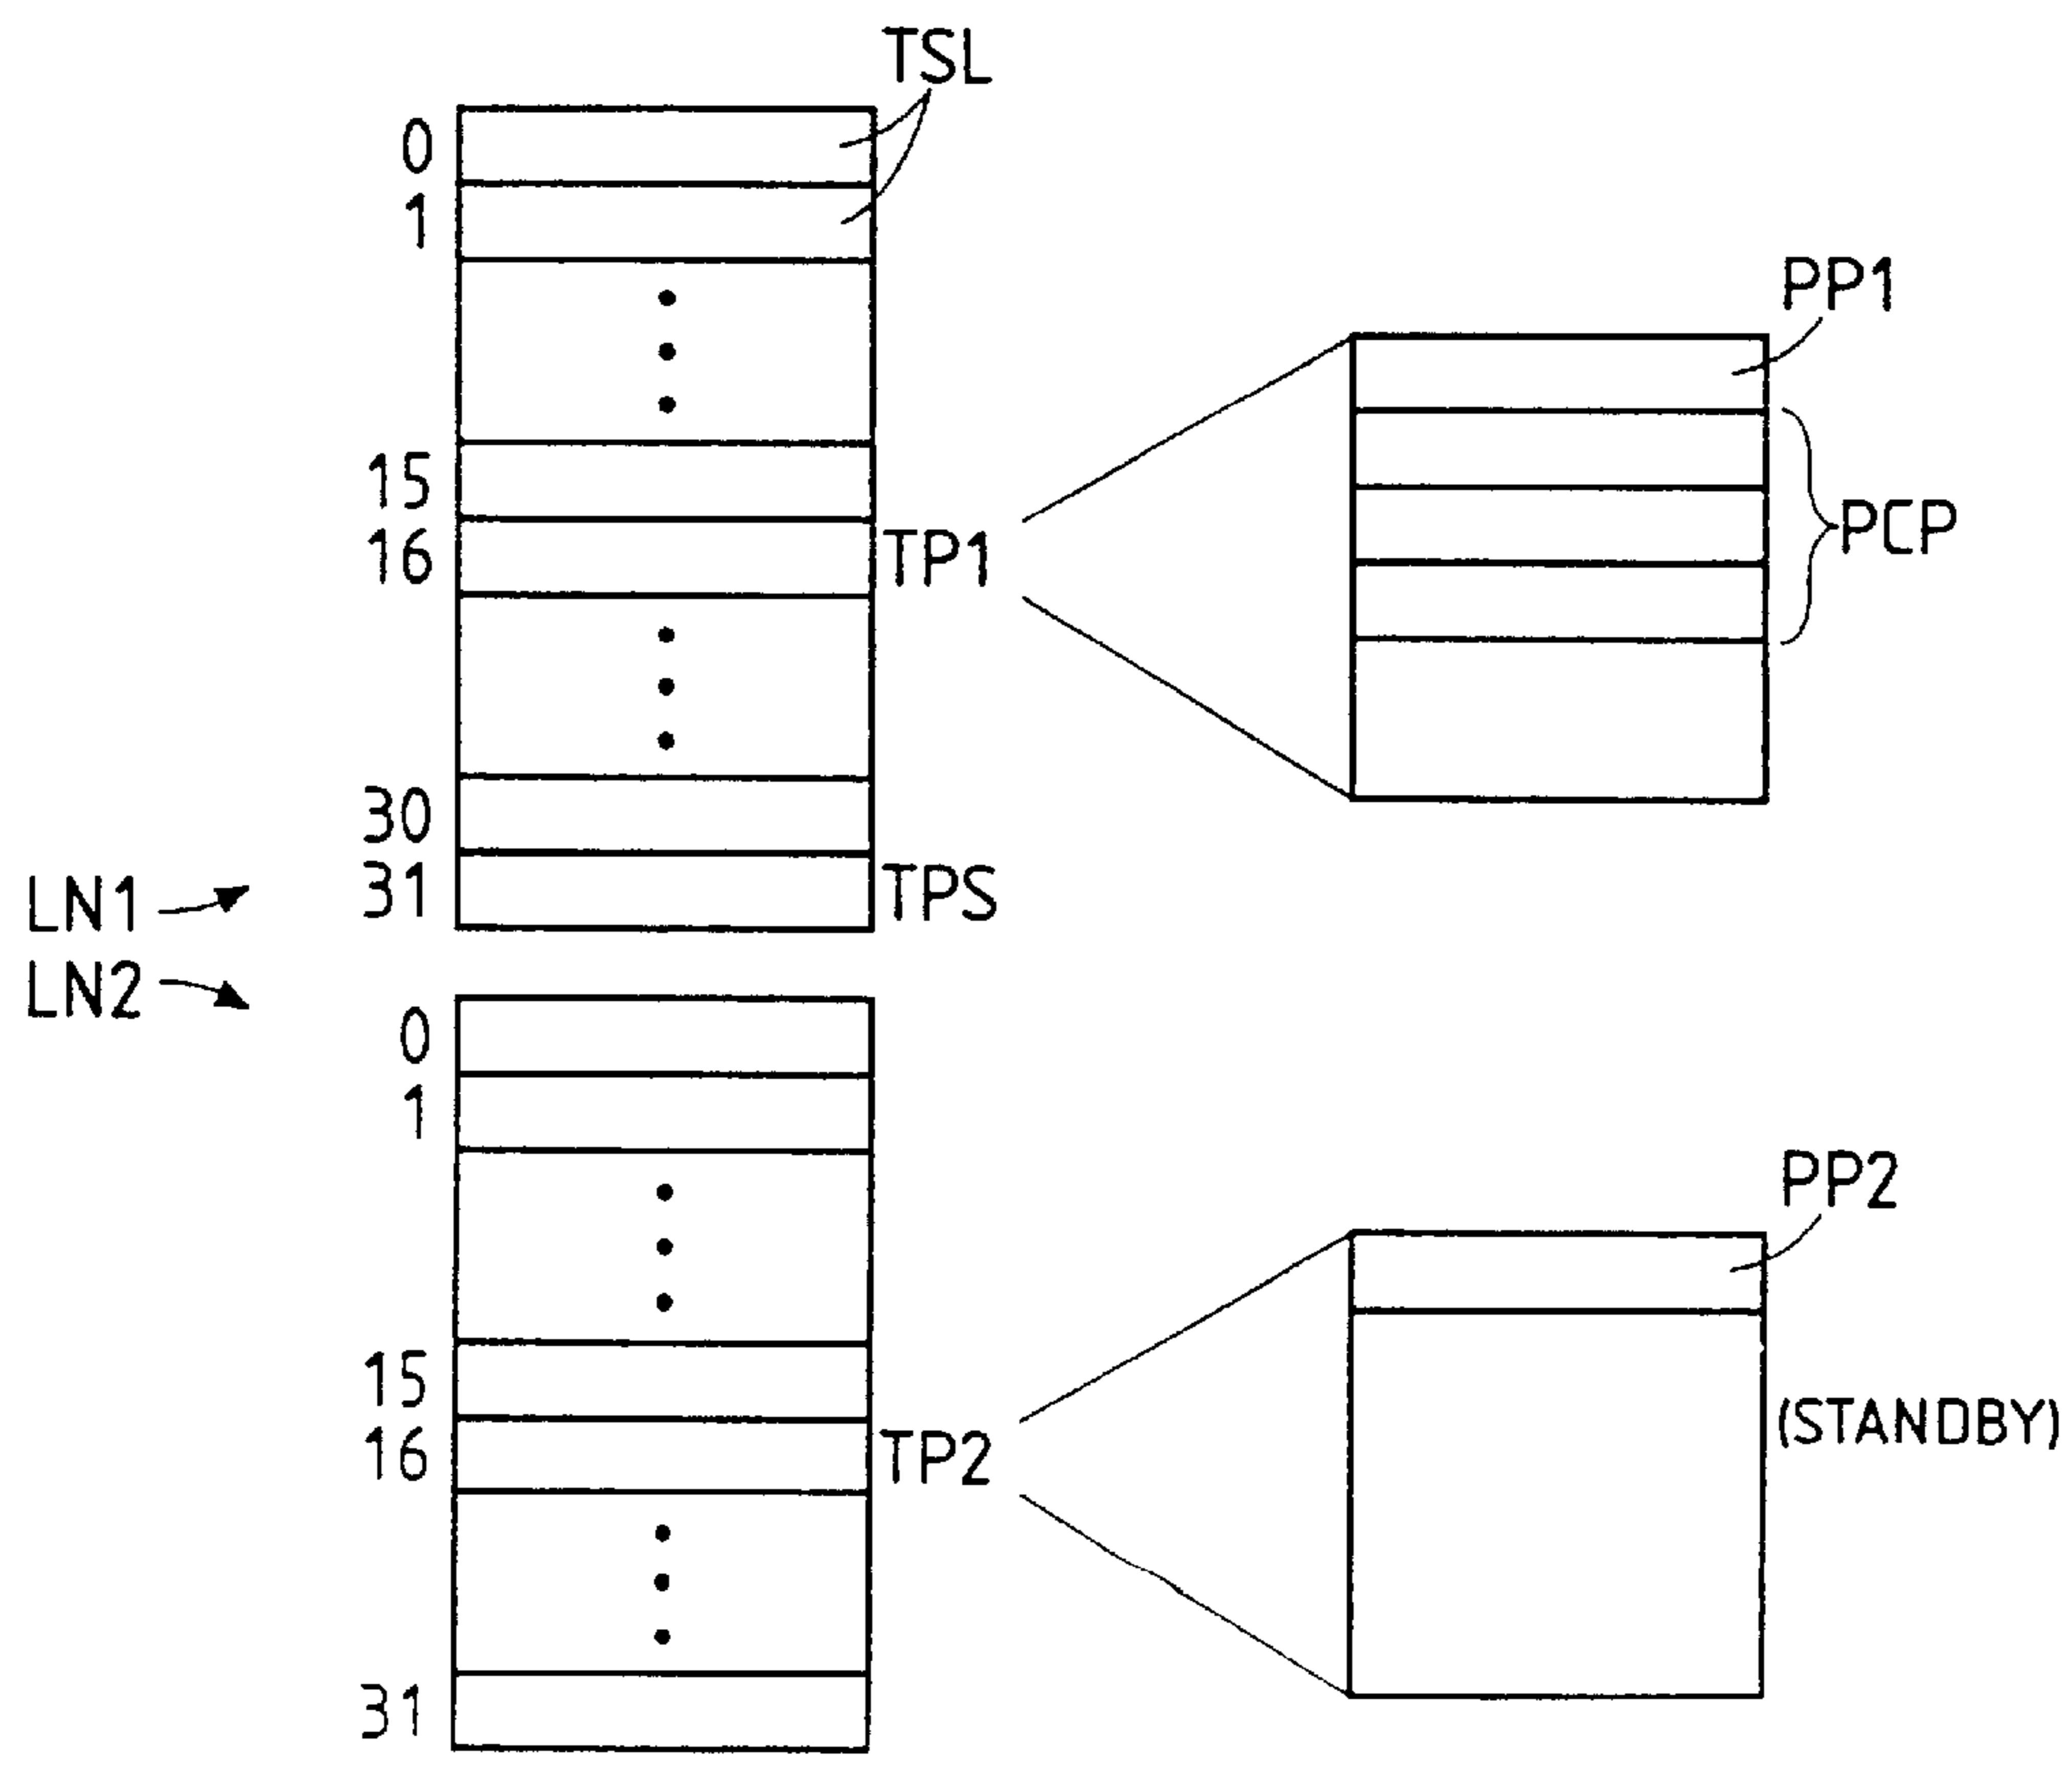 TSL
0
1
PP1
15
PCP
16 TP1
30
31 TPS
LN1
LN2
0
1
PP2
15
(STANDBY)
16 TP2
31